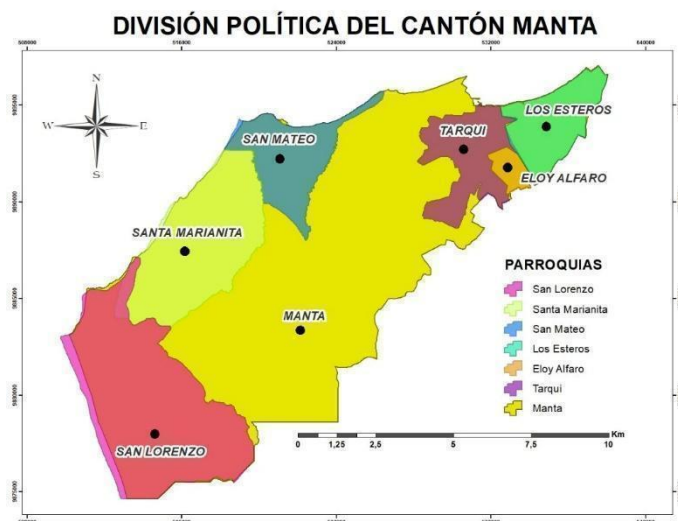 DIVISIÓN POLÍTICA DEL CANTÓN MANTA
N
W E
S
LOS ESTEROS
TARQUI
SAN MATEO
ELOY ALFARO
SANTA MARIANITA
MANTA
SAN LORENZO
PARROQUIAS
San Lorenzo
Santa Marianita
San Mateo
Los Esteros
Eloy Alfaro
Tarqui
Manta
Km
0 1,25 2,5 5 7,5 10